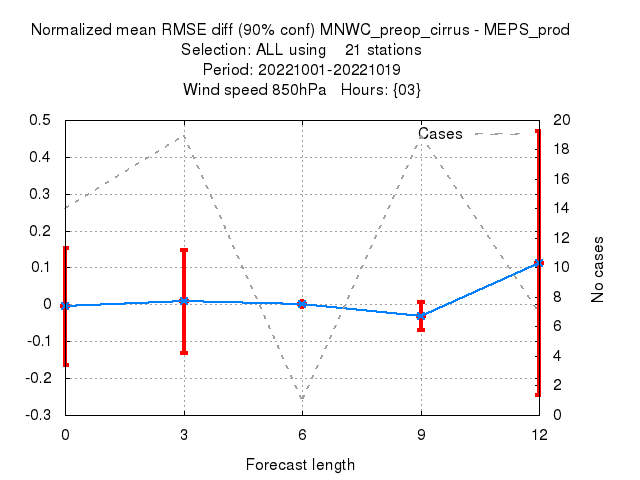 Normalized mean RMSE diff (90% conf) MNWC_preop_cirrus - MEPS_prod
Selection: ALL using 21 stations
Period: 20221001-20221019
Wind speed 850hPa Hours: {03}
Cases
0.5
0.4
0.3
0.2
0.1
0
-0.1
-0.2
-0.3
20
18
16
14
12
10
8
6
4
2
0
No cases
0 3 6 9 12
Forecast length